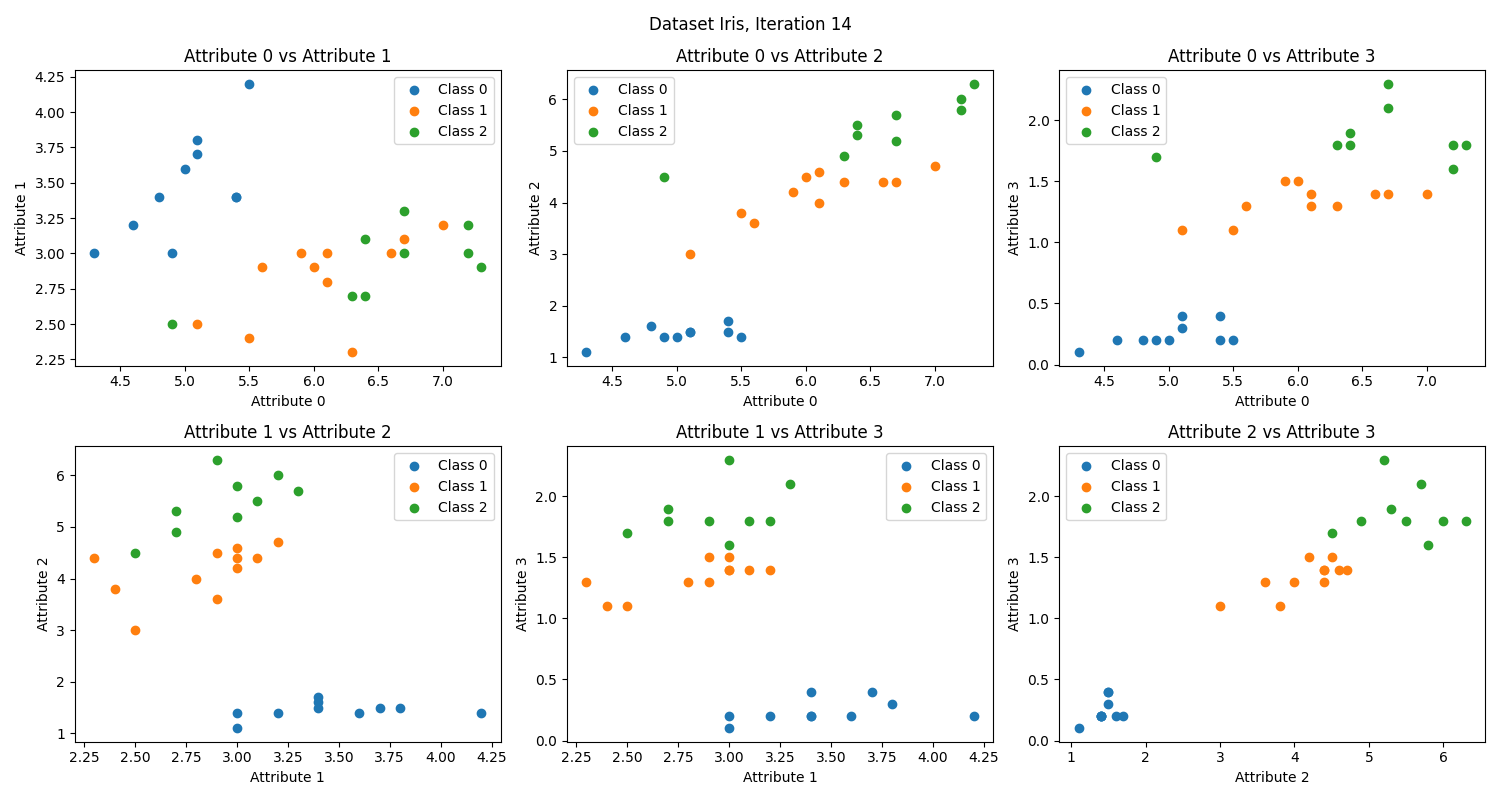 Dataset Iris, Iteration 14
Attribute 0 vs Attribute 1
Class 0
Class 1
Class 2
4.25
4.00
3.75
3.50
3.25
3.00
2.75
2.50
2.25
Attribute 1
4.5 5.0 5.5 6.0 6.5 7.0
Attribute 0
Attribute 0 vs Attribute 2
Class 0
Class 1
Class 2
6
5
4
3
2
1
Attribute 2
4.5 5.0 5.5 6.0 6.5 7.0
Attribute 0
Attribute 0 vs Attribute 3
Class 0
Class 1
Class 2
2.0
1.5
1.0
0.5
0.0
Attribute 3
4.5 5.0 5.5 6.0 6.5 7.0
Attribute 0
Attribute 1 vs Attribute 2
Class 0
Class 1
Class 2
6
5
4
3
2
1
Attribute 2
2.25 2.50 2.75 3.00 3.25 3.50 3.75 4.00 4.25
Attribute 1
Attribute 1 vs Attribute 3
Class 0
Class 1
Class 2
2.0
1.5
1.0
0.5
0.0
Attribute 3
2.25 2.50 2.75 3.00 3.25 3.50 3.75 4.00 4.25
Attribute 1
Attribute 2 vs Attribute 3
Class 0
Class 1
Class 2
2.0
1.5
1.0
0.5
0.0
Attribute 3
1 2 3 4 5 6
Attribute 2